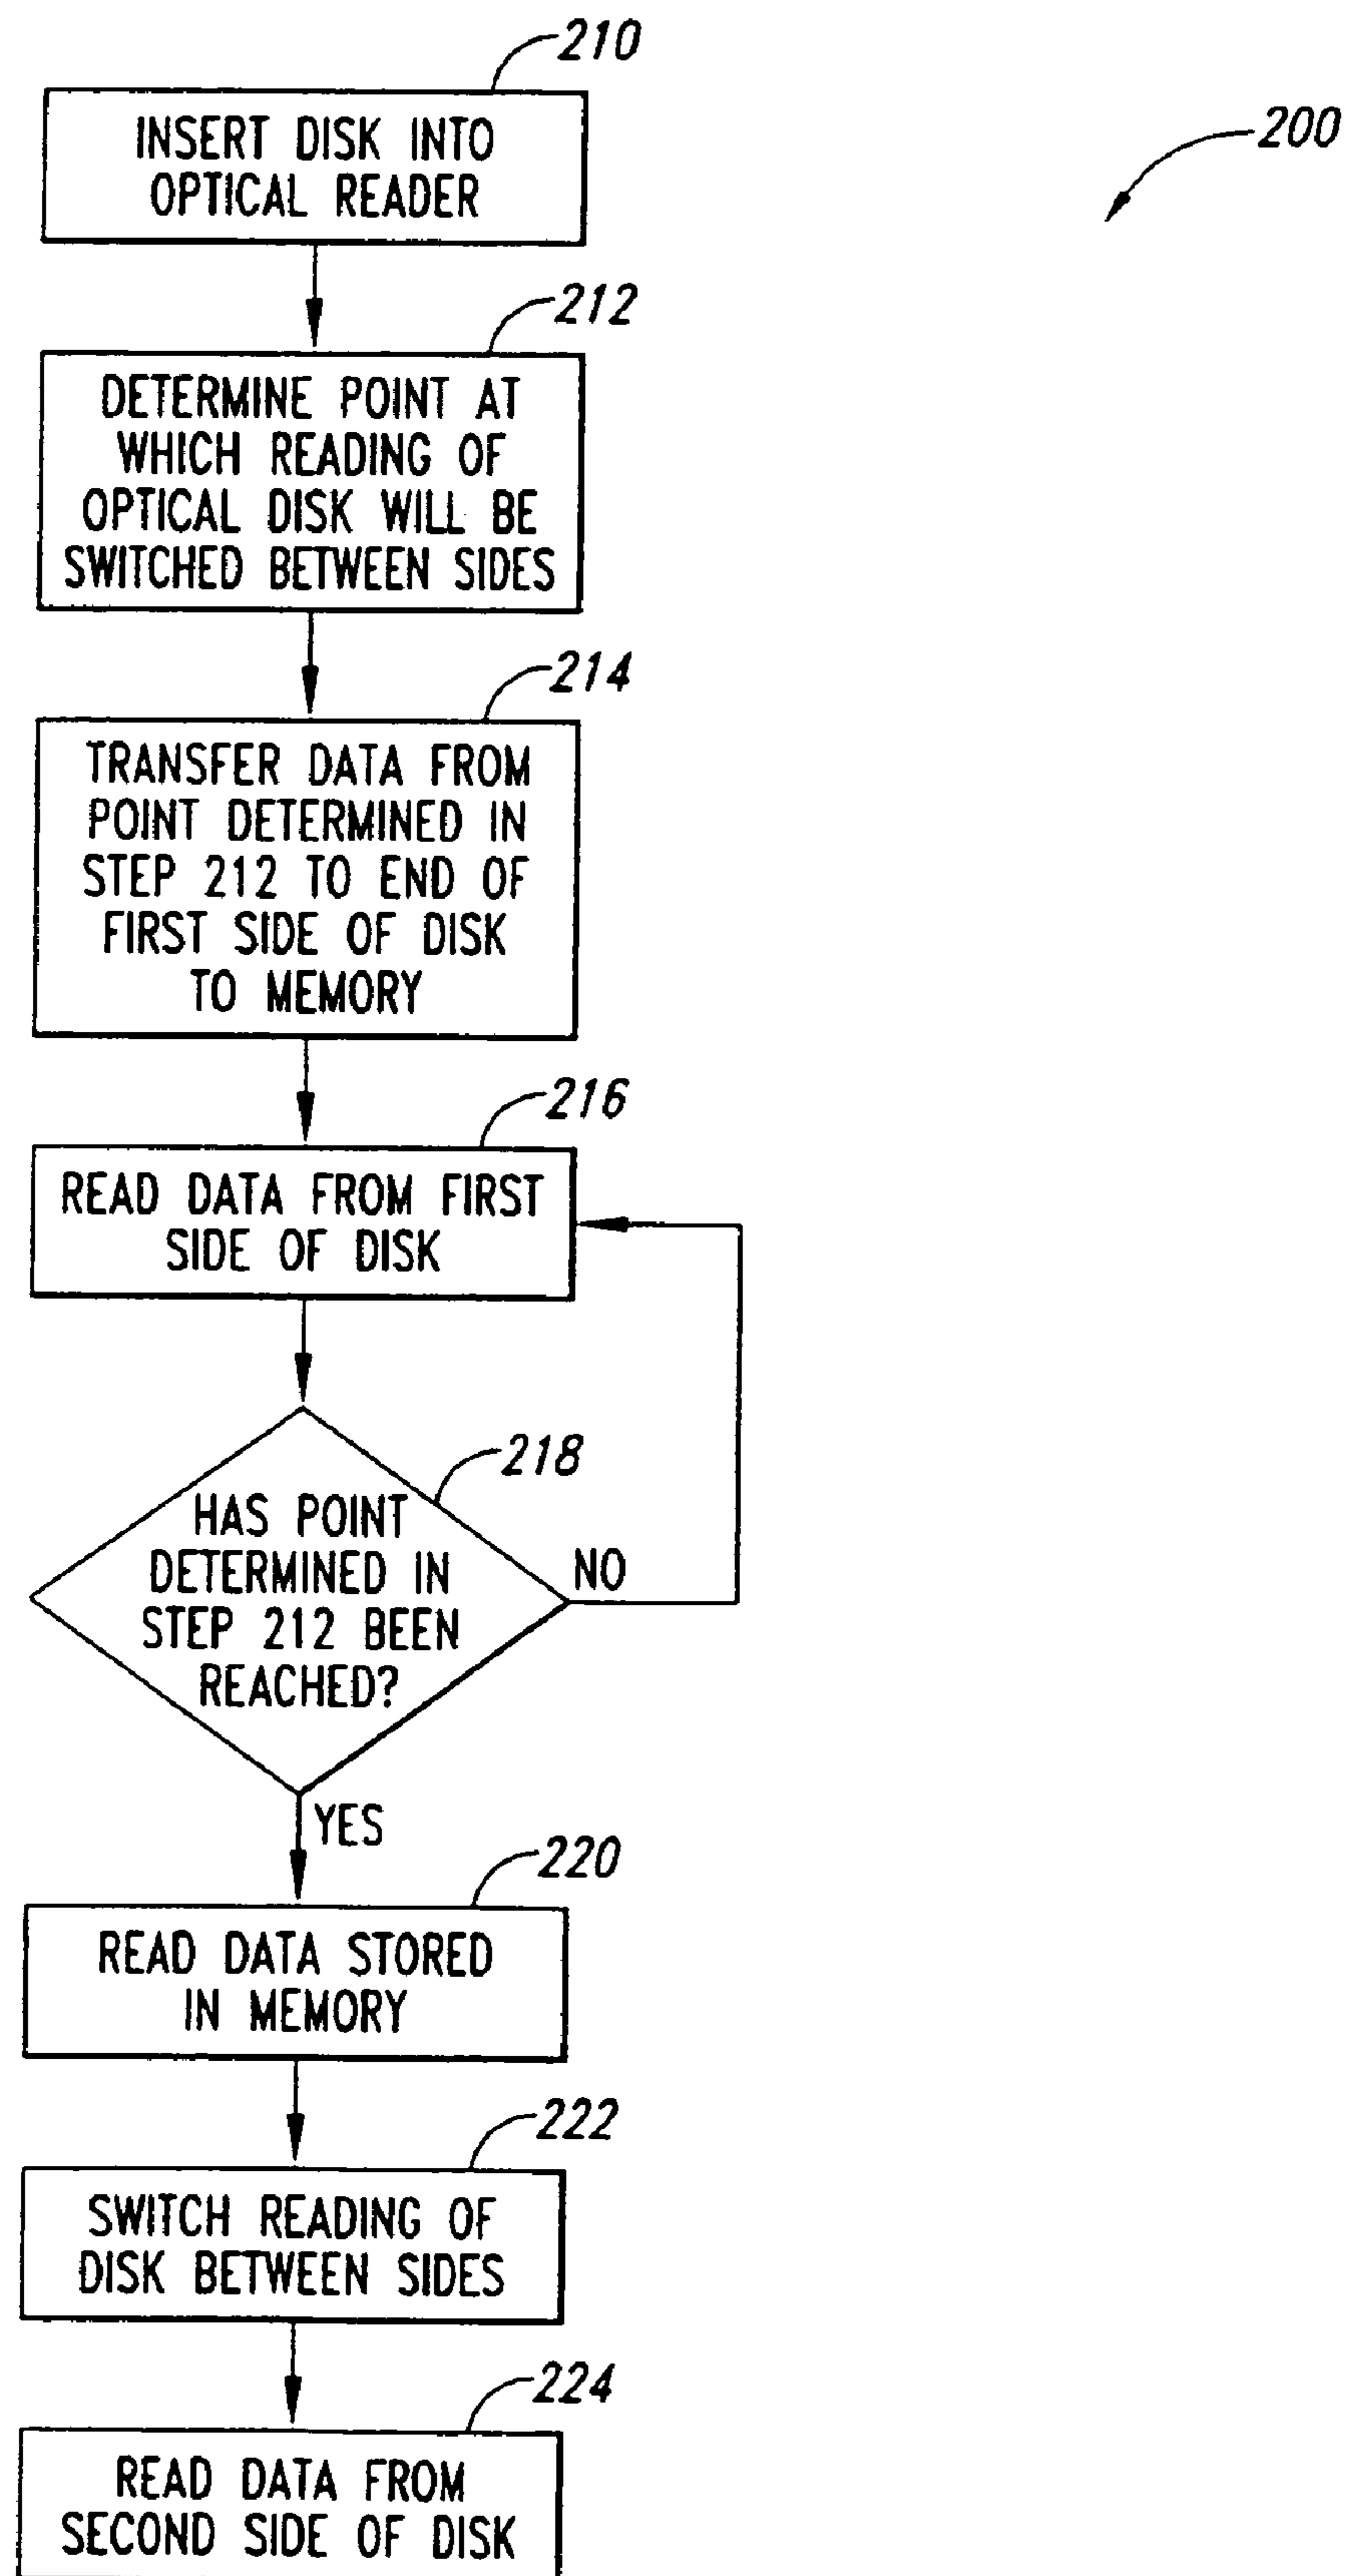 210
200
INSERT DISK INTO
OPTICAL READER
212
DETERMINE POINT AT
WHICH READING OF
OPTICAL DISK WILL BE
SWITCHED BETWEEN SIDES
214
TRANSFER DATA FROM
POINT DETERMINED IN
STEP 212 TO END OF
FIRST SIDE OF DISK
TO MEMORY
216
READ DATA FROM FIRST
SIDE OF DISK
218
HAS POINT
DETERMINED IN
STEP 212 BEEN
REACHED?
NO
YES
220
READ DATA STORED
IN MEMORY
222
SWITCH READING OF
DISK BETWEEN SIDES
224
READ DATA FROM
SECOND SIDE OF DISK